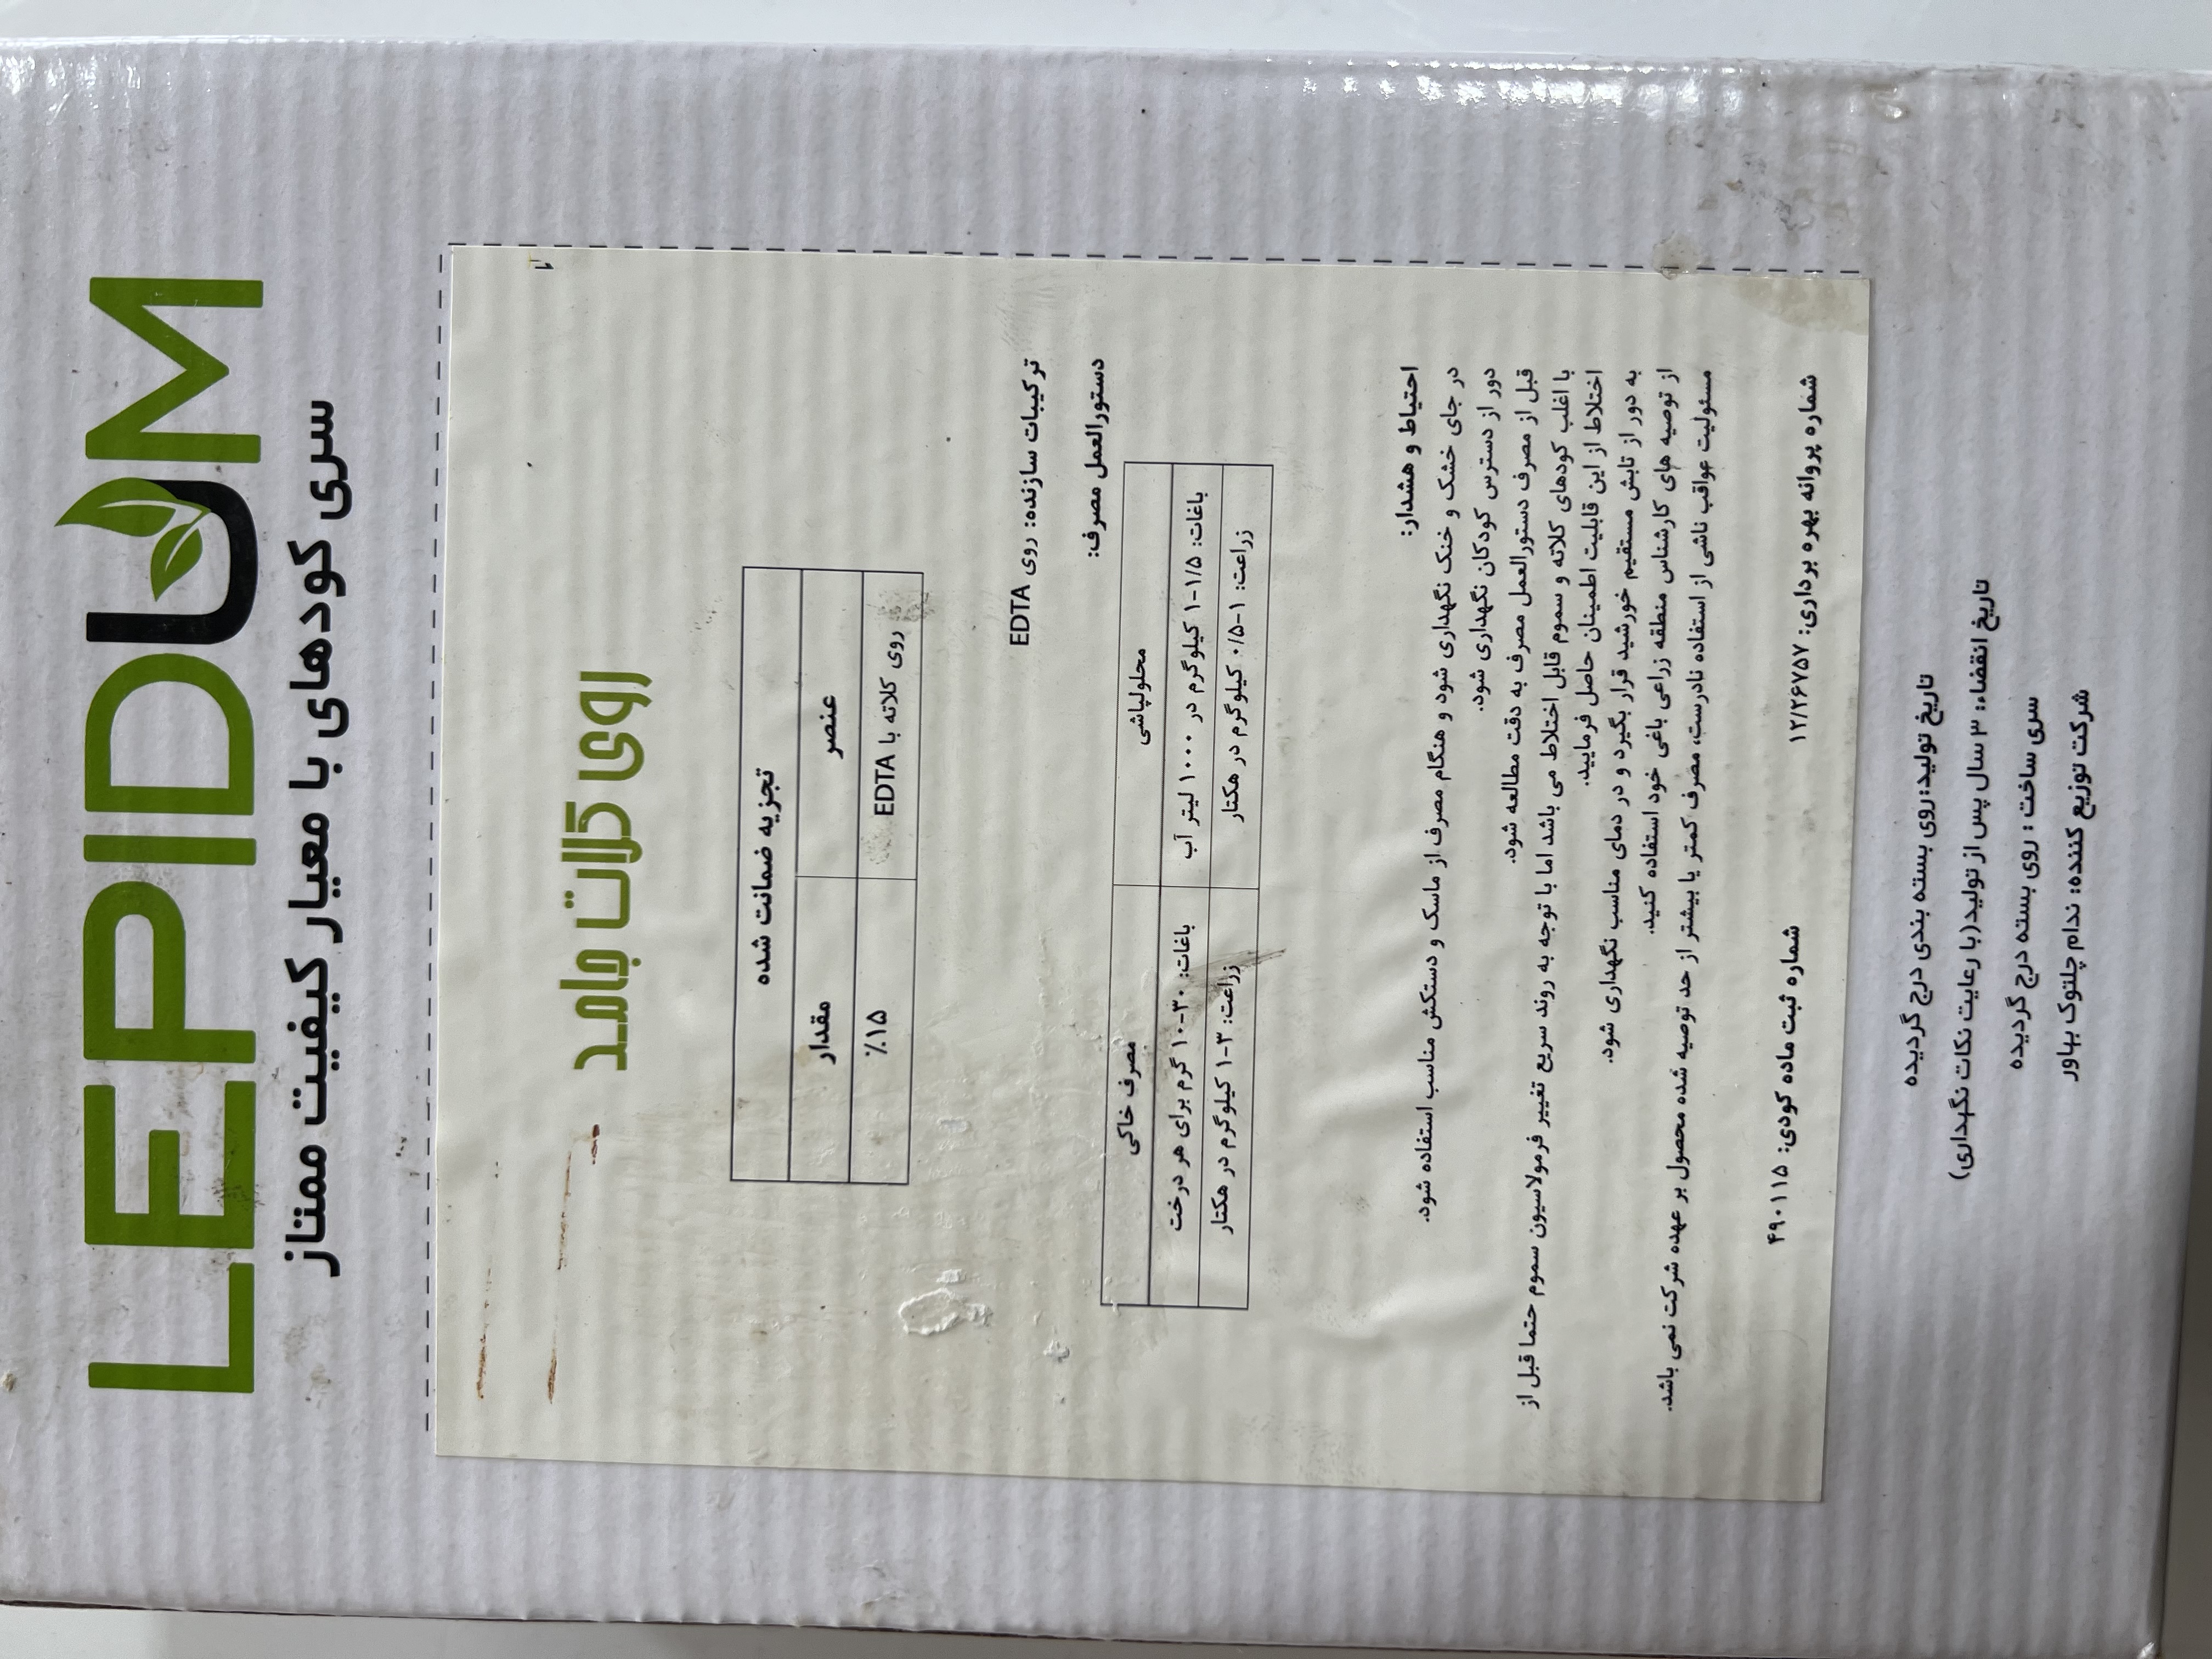 LEPIDUM
سری کودهای با معیار کیفیت ممتاز
روی کلات جامد
تجزیه ضمانت شده
عنصر مقدار
روی کلاته با EDTA ٪۱۵
ترکیبات سازنده: روی EDTA
دستورالعمل مصرف:
محلولپاشی مصرف خاکی
باغات: ۱/۵-۱ کیلوگرم در ۱۰۰۰ لیتر آب باغات: ۳۰-۱۰ گرم برای هر درخت
زراعت: ۱-۰/۵ کیلوگرم در هکتار زراعت: ۳-۱ کیلوگرم در هکتار
احتیاط و هشدار:
در جای خشک و خنک نگهداری شود و هنگام مصرف از ماسک و دستکش مناسب استفاده شود.
دور از دسترس کودکان نگهداری شود.
قبل از مصرف دستورالعمل مصرف به دقت مطالعه شود.
با اغلب کودهای کلاته و سموم قابل اختلاط می باشد اما با توجه به روند سریع تغییر فرمولاسیون سموم حتما قبل از
اختلاط از این قابلیت اطمینان حاصل فرمایید.
به دور از تابش مستقیم خورشید قرار بگیرد و در دمای مناسب نگهداری شود.
از توصیه های کارشناس منطقه زراعی باغی خود استفاده کنید.
مسئولیت عواقب ناشی از استفاده نادرست، مصرف کمتر یا بیشتر از حد توصیه شده محصول بر عهده شرکت نمی باشد.
شماره پروانه بهره برداری: ۱۲/۲۶۷۵۷ شماره ثبت ماده کودی: ۴۹۰۱۱۵
تاریخ تولید:روی بسته بندی درج گردیده
تاریخ انقضاء: ۳ سال پس از تولید(با رعایت نکات نگهداری)
سری ساخت : روی بسته درج گردیده
شرکت توزیع کننده: ندام چلتوک بهاور